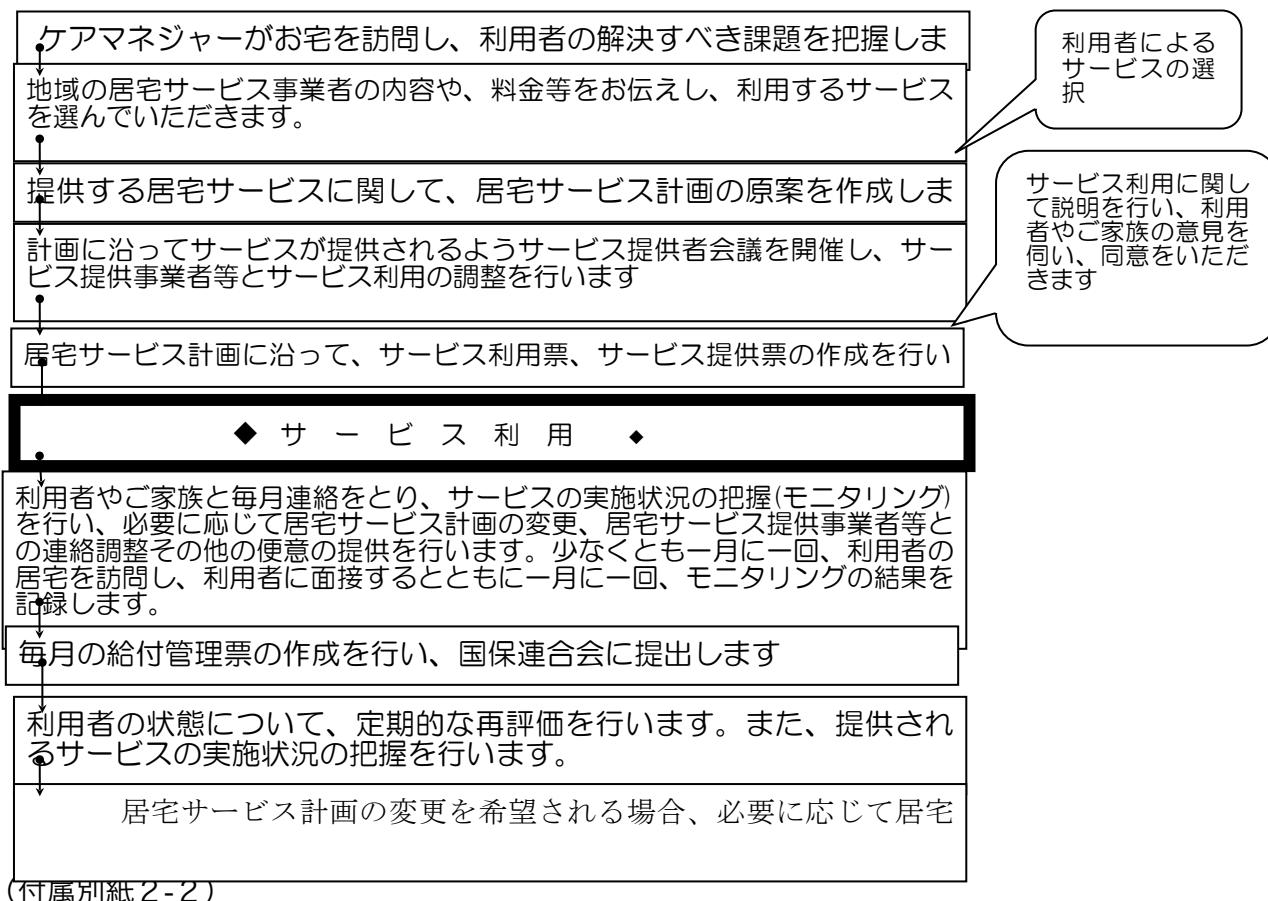 ケアマネジャーがお宅を訪問し、利用者の解決すべき課題を把握しま
利用者による
サービスの選
択
地域の居宅サービス事業者の内容や、料金等をお伝えし、利用するサービス
を選んでいただきます。
提供する居宅サービスに関して、居宅サービス計画の原案を作成しま
サービス利用に関し
て説明を行い、利用
者やご家族の意見を
伺い、同意をいただ
きます
計画に沿ってサービスが提供されるようサービス提供者会議を開催し、サー
ビス提供事業者等とサービス利用の調整を行います
居宅サービス計画に沿って、サービス利用票、サービス提供票の作成を行い
◆ サ ー ビ ス 利 用 ◆
利用者やご家族と毎月連絡をとり、サービスの実施状況の把握(モニタリング)
を行い、必要に応じて居宅サービス計画の変更、居宅サービス提供事業者等と
の連絡調整その他の便意の提供を行います。少なくとも一月に一回、利用者の
居宅を訪問し、利用者に面接するとともに一月に一回、モニタリングの結果を
記録します。
毎月の給付管理票の作成を行い、国保連合会に提出します
利用者の状態について、定期的な再評価を行います。また、提供され
るサービスの実施状況の把握を行います。
居宅サービス計画の変更を希望される場合、必要に応じて居宅
(付属別紙２-２)